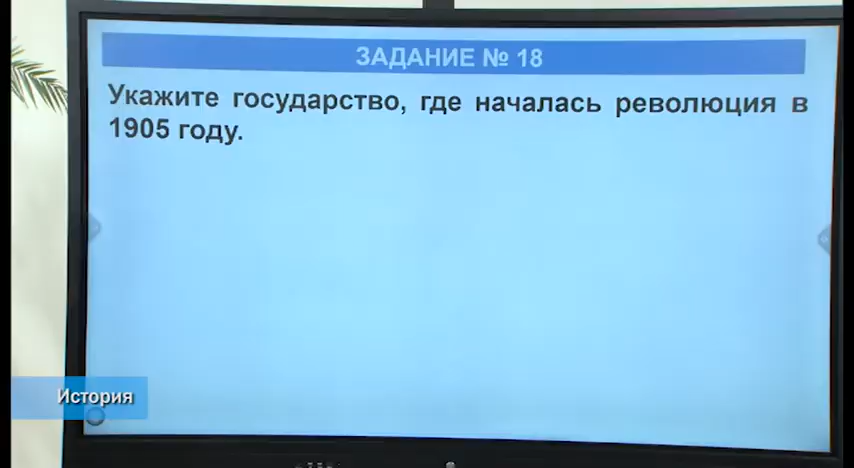 ЗАДАНИЕ № 18
Укажите государство, где началась революция в
1905 году.
История